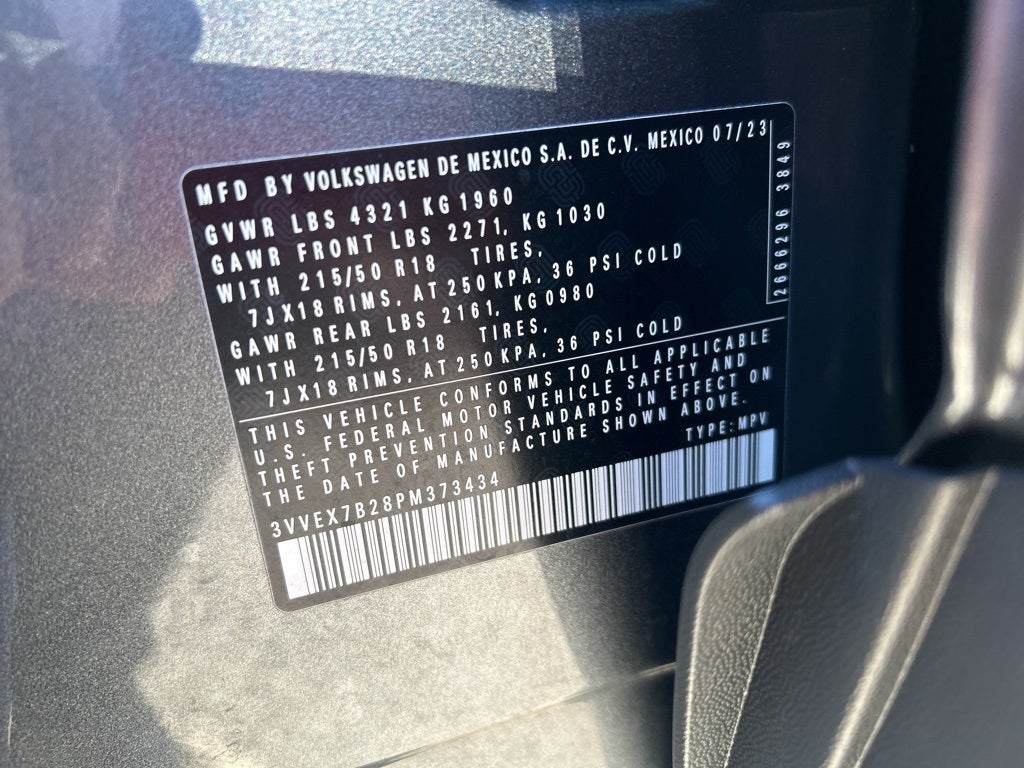 MFD BY VOLKSWAGEN DE MEXICO S.A. DE C.V. MEXICO 07/23
GVWR LBS 4321 KG 1960
GAWR FRONT LBS 2271, KG 1030
WITH 215/50 R18 TIRES,
7JX18 RIMS, AT 250 KPA, 36 PSI COLD
GAWR REAR LBS 2161, KG 0980
WITH 215/50 R18 TIRES,
7JX18 RIMS, AT 250 KPA, 36 PSI COLD
2666296 3849
THIS VEHICLE CONFORMS TO ALL APPLICABLE
U.S. FEDERAL MOTOR VEHICLE SAFETY AND
THEFT PREVENTION STANDARDS IN EFFECT ON
THE DATE OF MANUFACTURE SHOWN ABOVE.
TYPE: MPV
3VVEX7B28PM373434